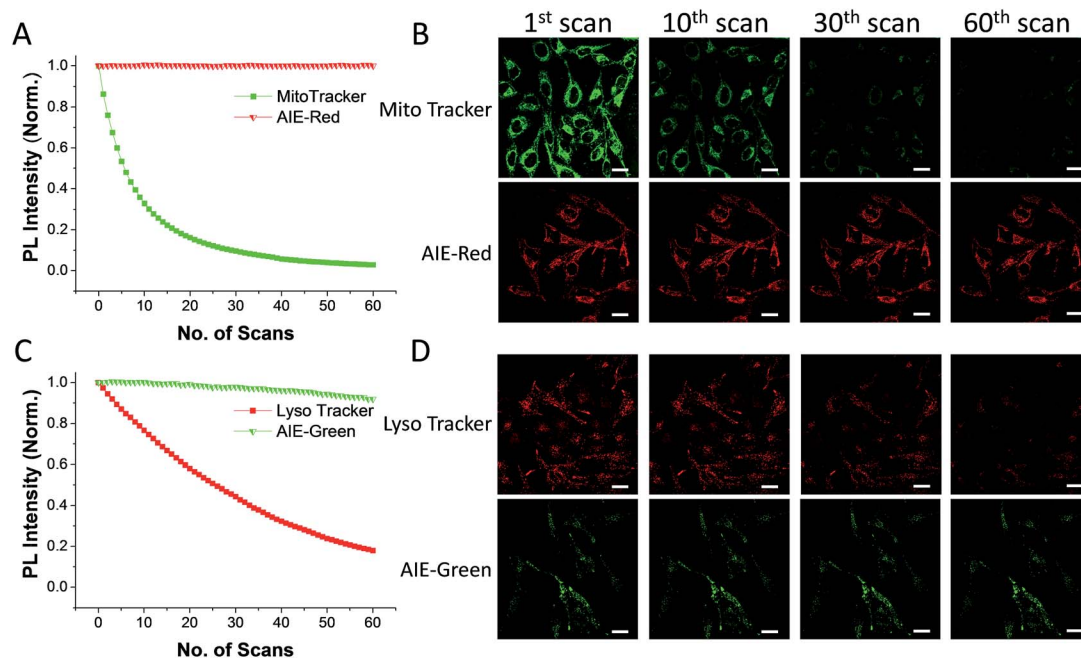 A
PL Intensity (Norm.)
1.0
0.8
0.6
0.4
0.2
0.0
MitoTracker
AIE-Red
0 10 20 30 40 50 60
No. of Scans
B
1st scan 10th scan 30th scan 60th scan
Mito Tracker
AIE-Red
C
PL Intensity (Norm.)
1.0
0.8
0.6
0.4
0.2
0.0
Lyso Tracker
AIE-Green
0 10 20 30 40 50 60
No. of Scans
D
Lyso Tracker
AIE-Green